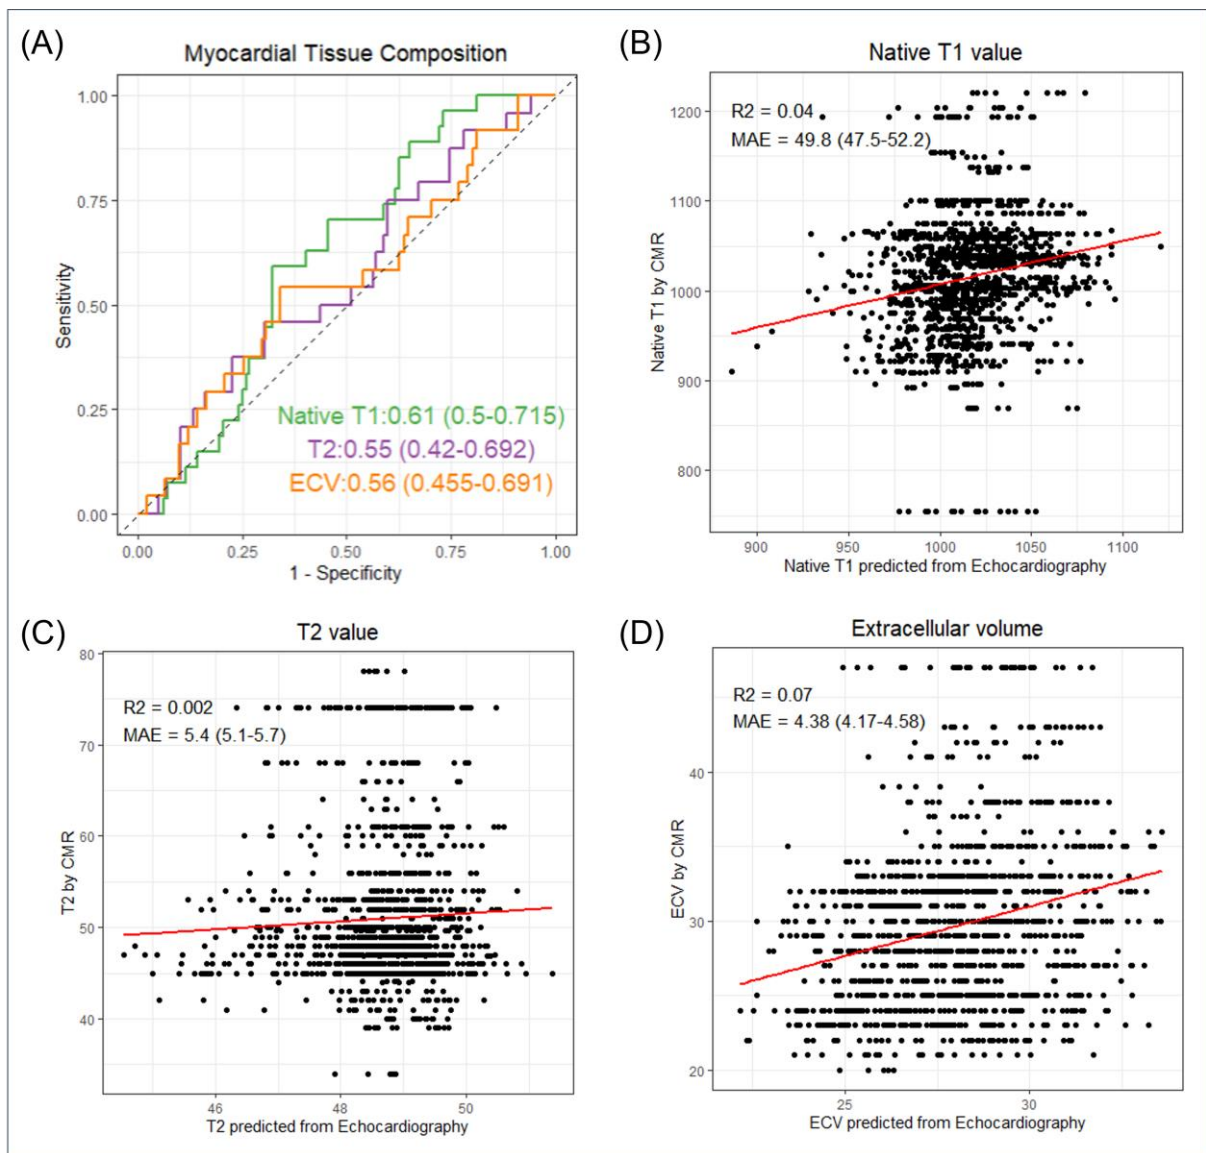 (A)
Myocardial Tissue Composition
1.00
0.75
0.50
0.25
0.00
Sensitivity
Native T1:0.61 (0.5-0.715)
T2:0.55 (0.42-0.692)
ECV:0.56 (0.455-0.691)
0.00 0.25 0.50 0.75 1.00
1 - Specificity
(B)
Native T1 value
R2 = 0.04
MAE = 49.8 (47.5-52.2)
1200
1100
1000
900
800
Native T1 by CMR
900 950 1000 1050 1100
Native T1 predicted from Echocardiography
(C)
T2 value
R2 = 0.002
MAE = 5.4 (5.1-5.7)
80
70
60
50
40
T2 by CMR
46 48 50
T2 predicted from Echocardiography
(D)
Extracellular volume
R2 = 0.07
MAE = 4.38 (4.17-4.58)
40
30
20
ECV by CMR
25 30
ECV predicted from Echocardiography